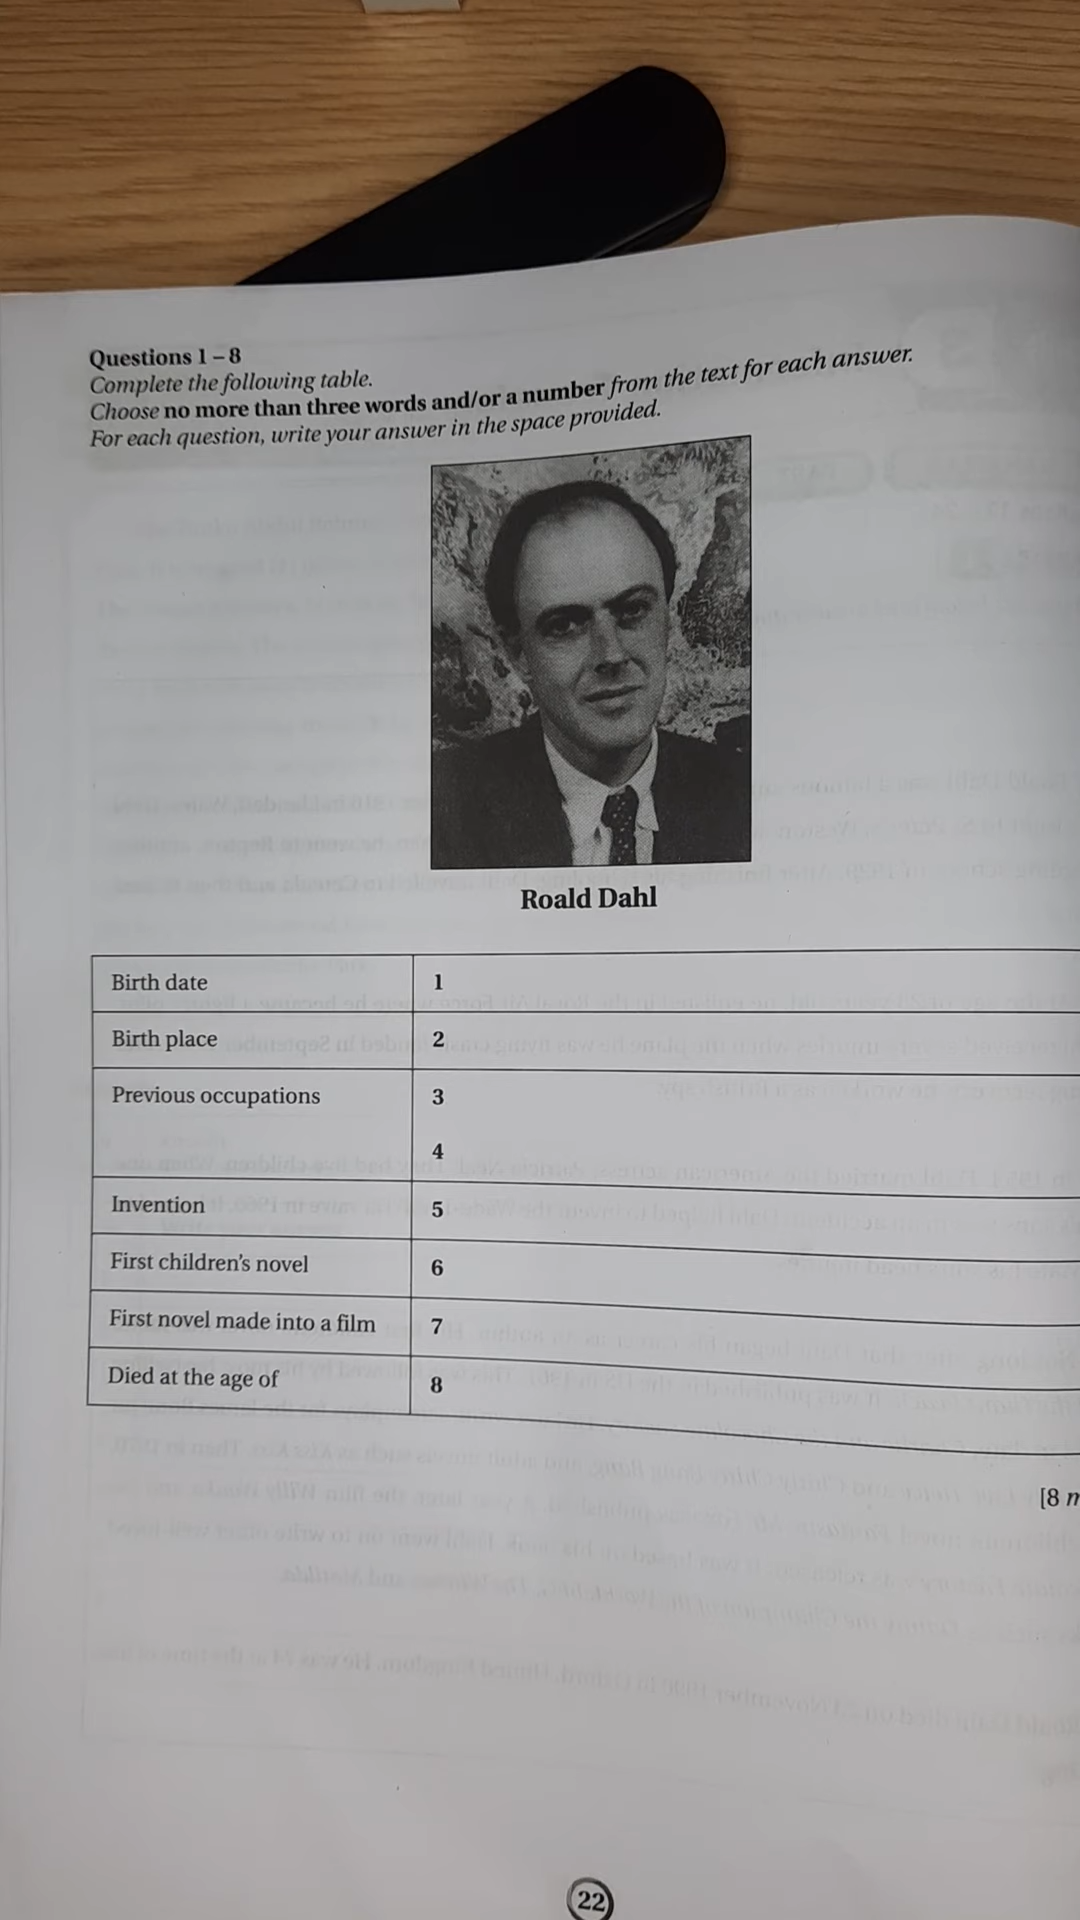 Questions 1 – 8
Complete the following table.
Choose no more than three words and/or a number from the text for each answer.
For each question, write your answer in the space provided.
Roald Dahl
Birth date 1
Birth place 2
Previous occupations 3
4
Invention 5
First children's novel 6
First novel made into a film 7
Died at the age of 8
[8 m
22